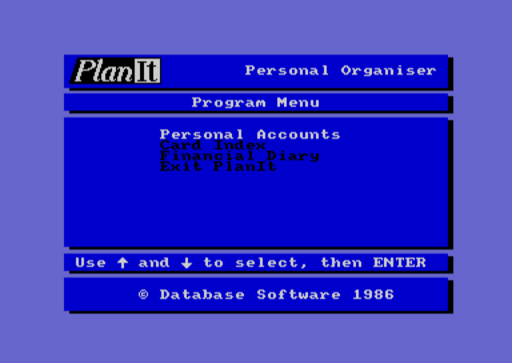 PlanIt
Personal Organiser
Program Menu
Personal Accounts
Card Index
Financial Diary
Exit PlanIt
Use ↑ and ↓ to select, then ENTER
© Database Software 1986